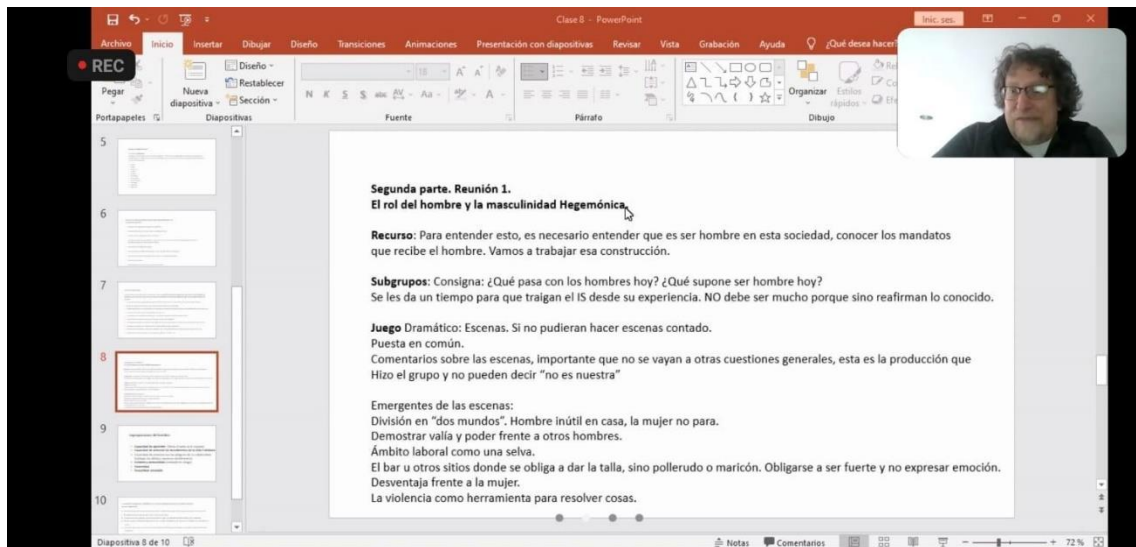 Clase 8 - PowerPoint
Inic. ses.
Archivo Inicio Insertar Dibujar Diseño Transiciones Animaciones Presentación con diapositivas Revisar Vista Grabación Ayuda ¿Qué desea hacer?
REC
Pegar
Nueva diapositiva
Diseño
Restablecer
Sección
18
N K S S abc AV Aa A
Organizar
Estilos rápidos
Portapapeles Diapositivas Fuente Párrafo Dibujo
5
6
7
8
9
10
Segunda parte. Reunión 1.
El rol del hombre y la masculinidad Hegemónica.
Recurso: Para entender esto, es necesario entender que es ser hombre en esta sociedad, conocer los mandatos
que recibe el hombre. Vamos a trabajar esa construcción.
Subgrupos: Consigna: ¿Qué pasa con los hombres hoy? ¿Qué supone ser hombre hoy?
Se les da un tiempo para que traigan el IS desde su experiencia. NO debe ser mucho porque sino reafirman lo conocido.
Juego Dramático: Escenas. Si no pudieran hacer escenas contado.
Puesta en común.
Comentarios sobre las escenas, importante que no se vayan a otras cuestiones generales, esta es la producción que
Hizo el grupo y no pueden decir “no es nuestra”
Emergentes de las escenas:
División en “dos mundos”. Hombre inútil en casa, la mujer no para.
Demostrar valía y poder frente a otros hombres.
Ámbito laboral como una selva.
El bar u otros sitios donde se obliga a dar la talla, sino pollerudo o maricón. Obligarse a ser fuerte y no expresar emoción.
Desventaja frente a la mujer.
La violencia como herramienta para resolver cosas.
Diapositiva 8 de 10
Notas Comentarios 72 %